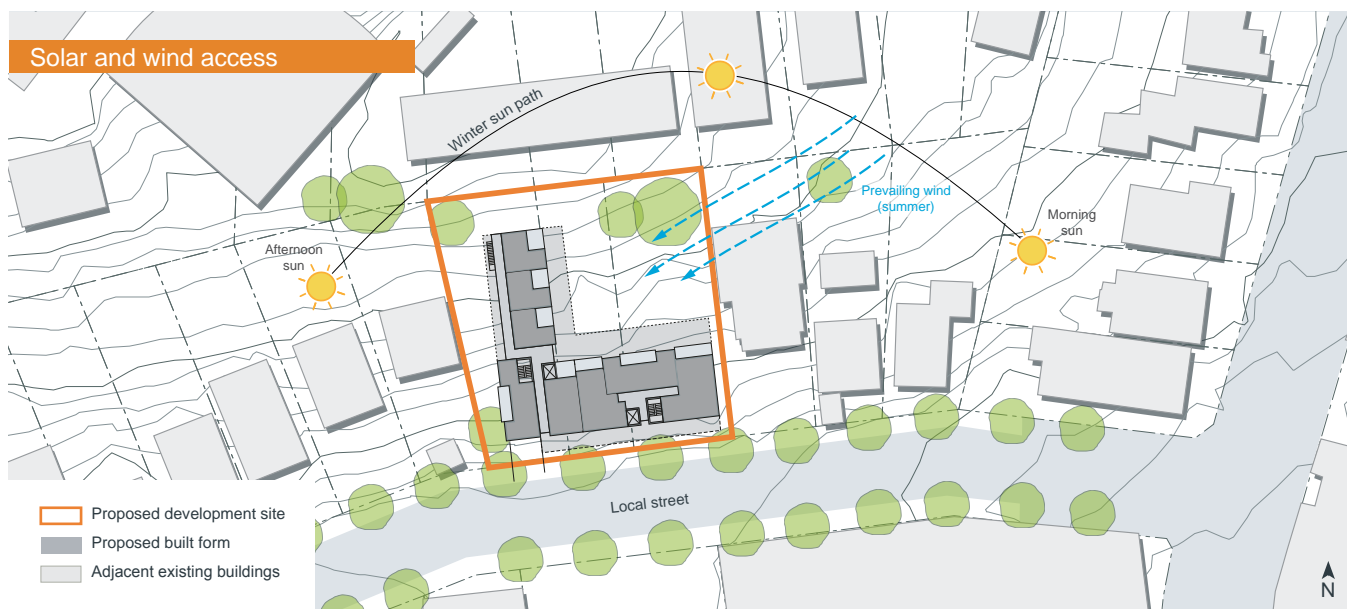 Solar and wind access
Winter sun path
Prevailing wind
(summer)
Morning
sun
Afternoon
sun
Local street
Proposed development site
Proposed built form
Adjacent existing buildings
N